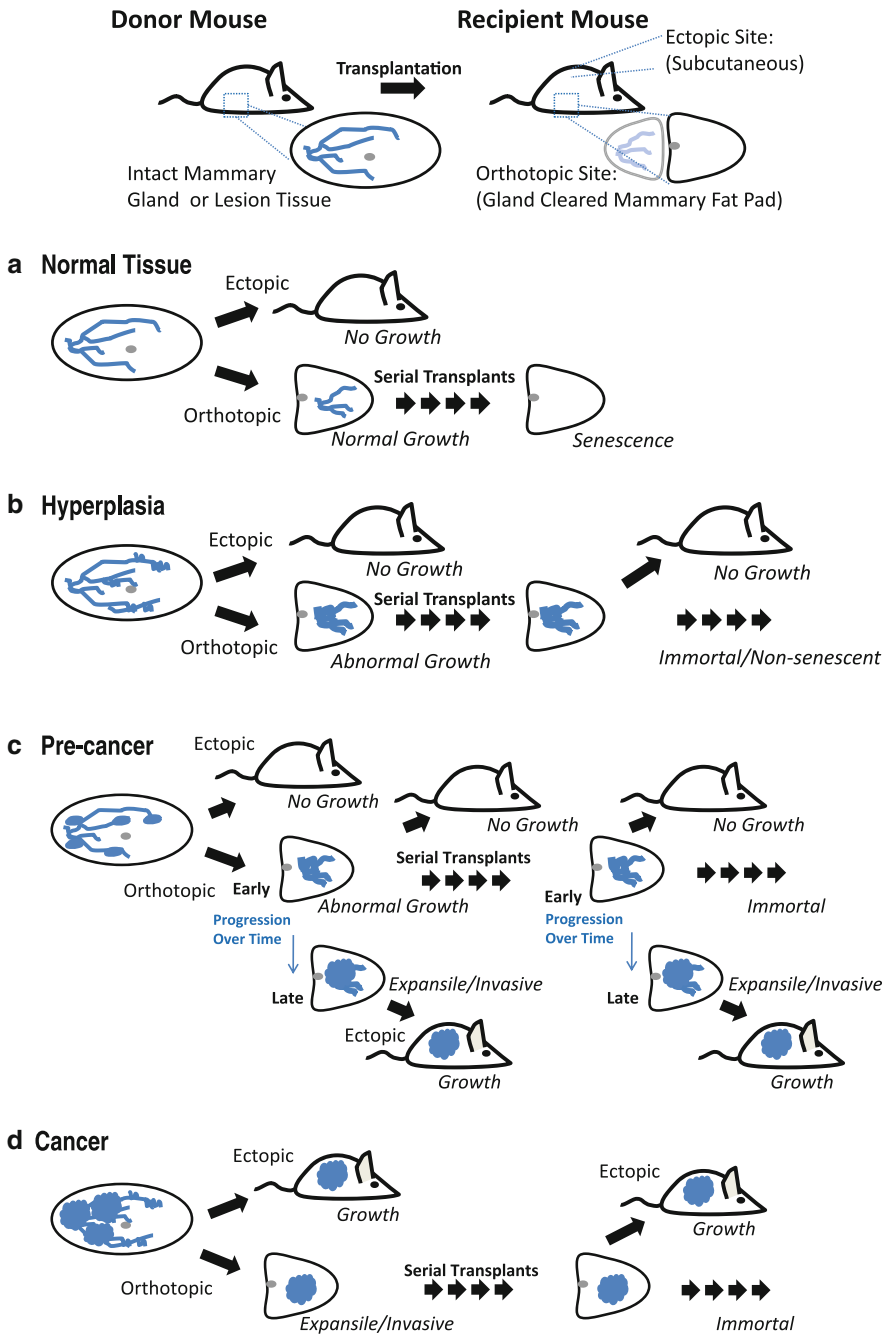 Donor Mouse
Recipient Mouse
Transplantation
Ectopic Site:
(Subcutaneous)
Intact Mammary
Gland or Lesion Tissue
Orthotopic Site:
(Gland Cleared Mammary Fat Pad)
a Normal Tissue
Ectopic
No Growth
Orthotopic
Serial Transplants
Normal Growth
Senescence
b Hyperplasia
Ectopic
No Growth
No Growth
Orthotopic
Serial Transplants
Abnormal Growth
Immortal/Non-senescent
c Pre-cancer
Ectopic
No Growth
No Growth
No Growth
Orthotopic
Early
Serial Transplants
Abnormal Growth
Early
Immortal
Progression
Over Time
Progression
Over Time
Late
Expansile/Invasive
Late
Expansile/Invasive
Ectopic
Growth
Growth
d Cancer
Ectopic
Growth
Ectopic
Growth
Orthotopic
Serial Transplants
Expansile/Invasive
Immortal